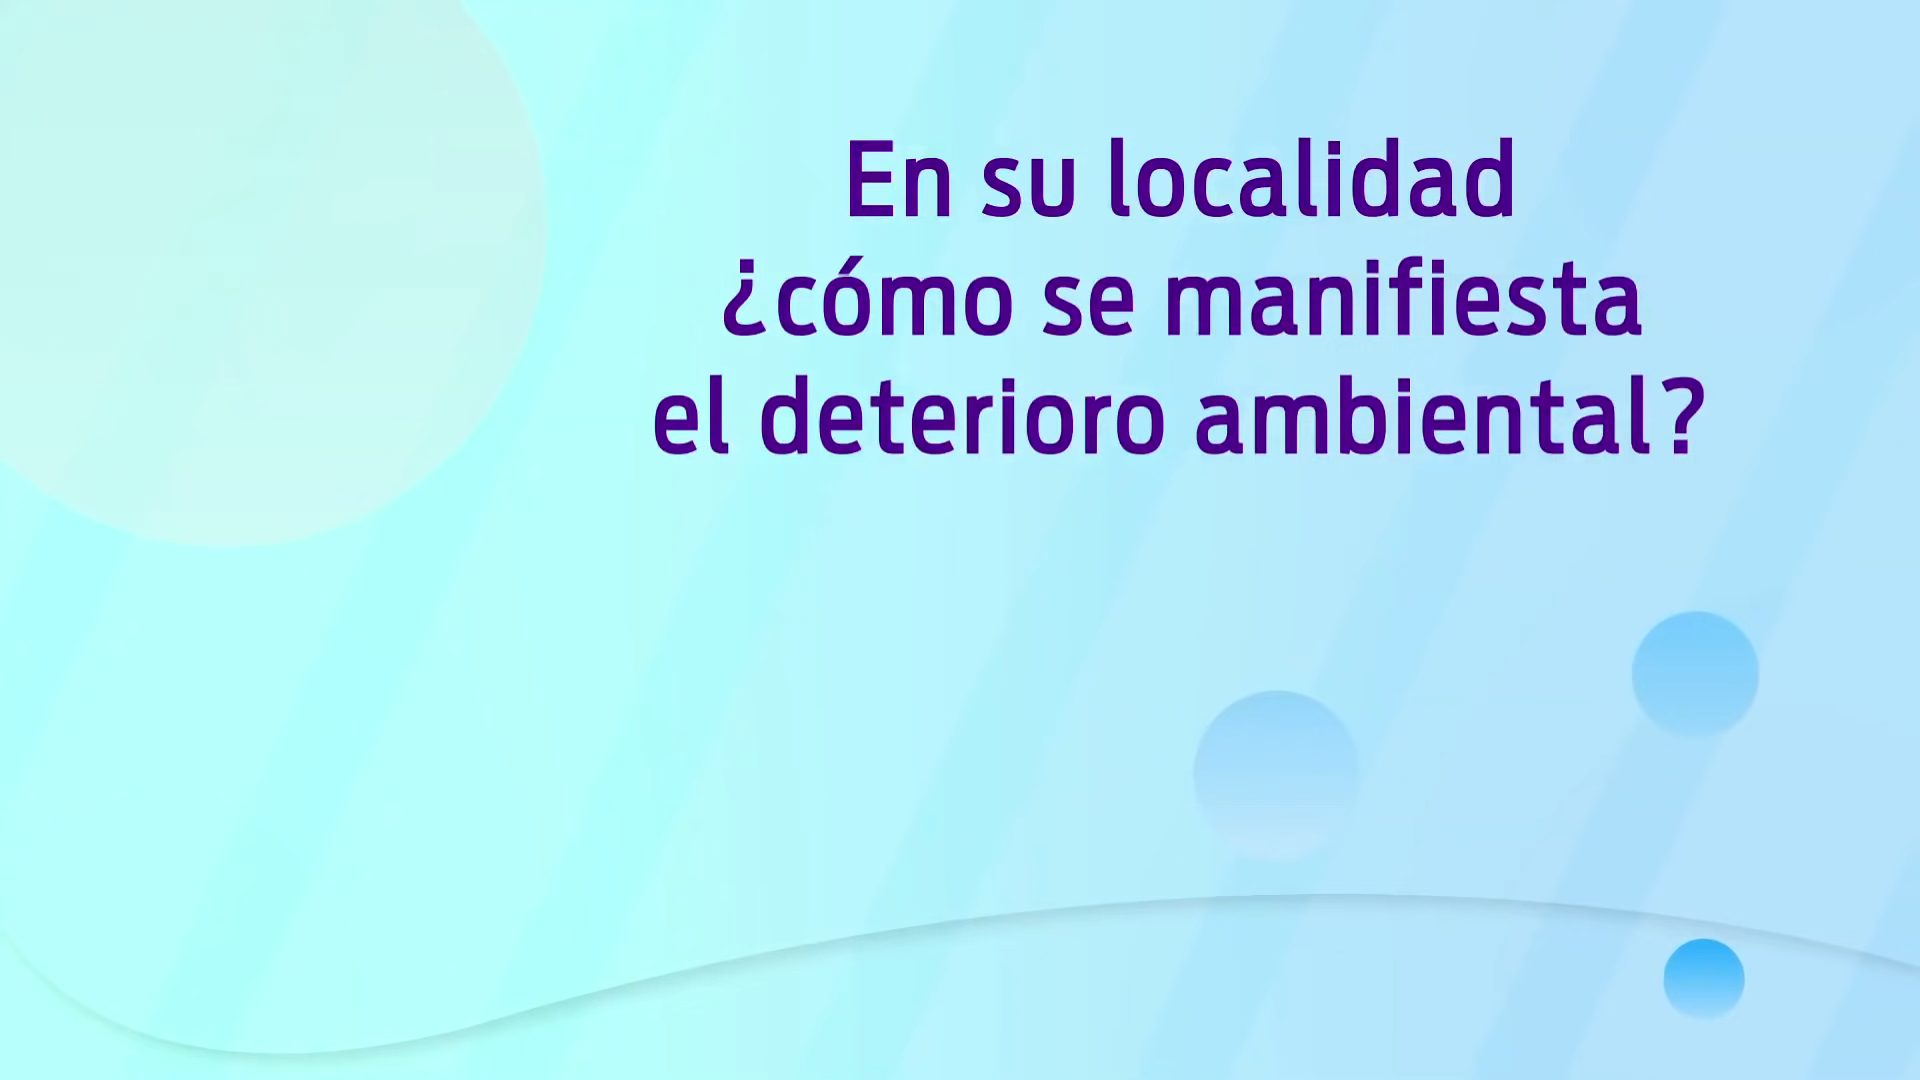 En su localidad
¿cómo se manifiesta
el deterioro ambiental?